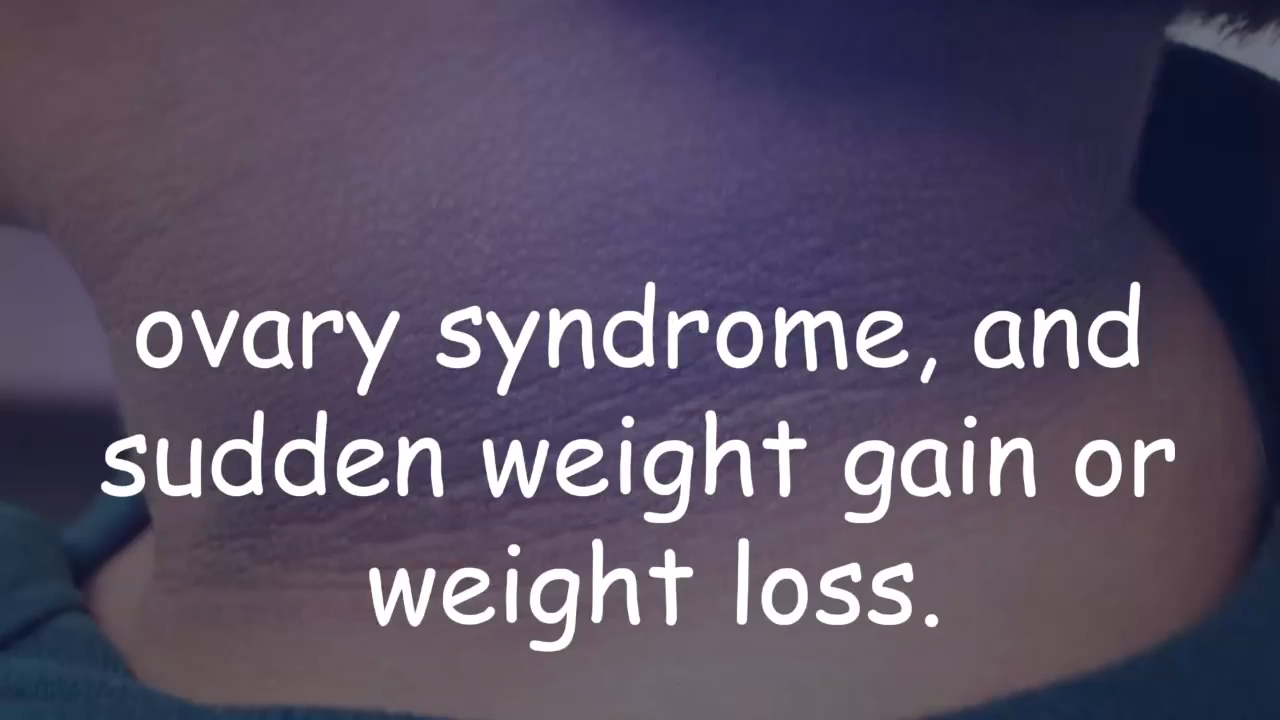 ovary syndrome, and
sudden weight gain or
weight loss.